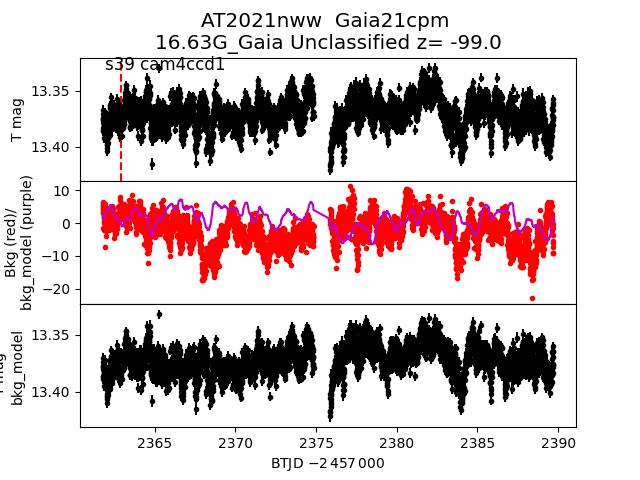 AT2021nww  Gaia21cpm
16.63G_Gaia Unclassified z= -99.0
s39 cam4ccd1
T mag
13.35
13.40
Bkg (red)/
bkg_model (purple)
10
0
−10
−20
bkg_model
13.35
13.40
2365
2370
2375
2380
2385
2390
BTJD −2 457 000